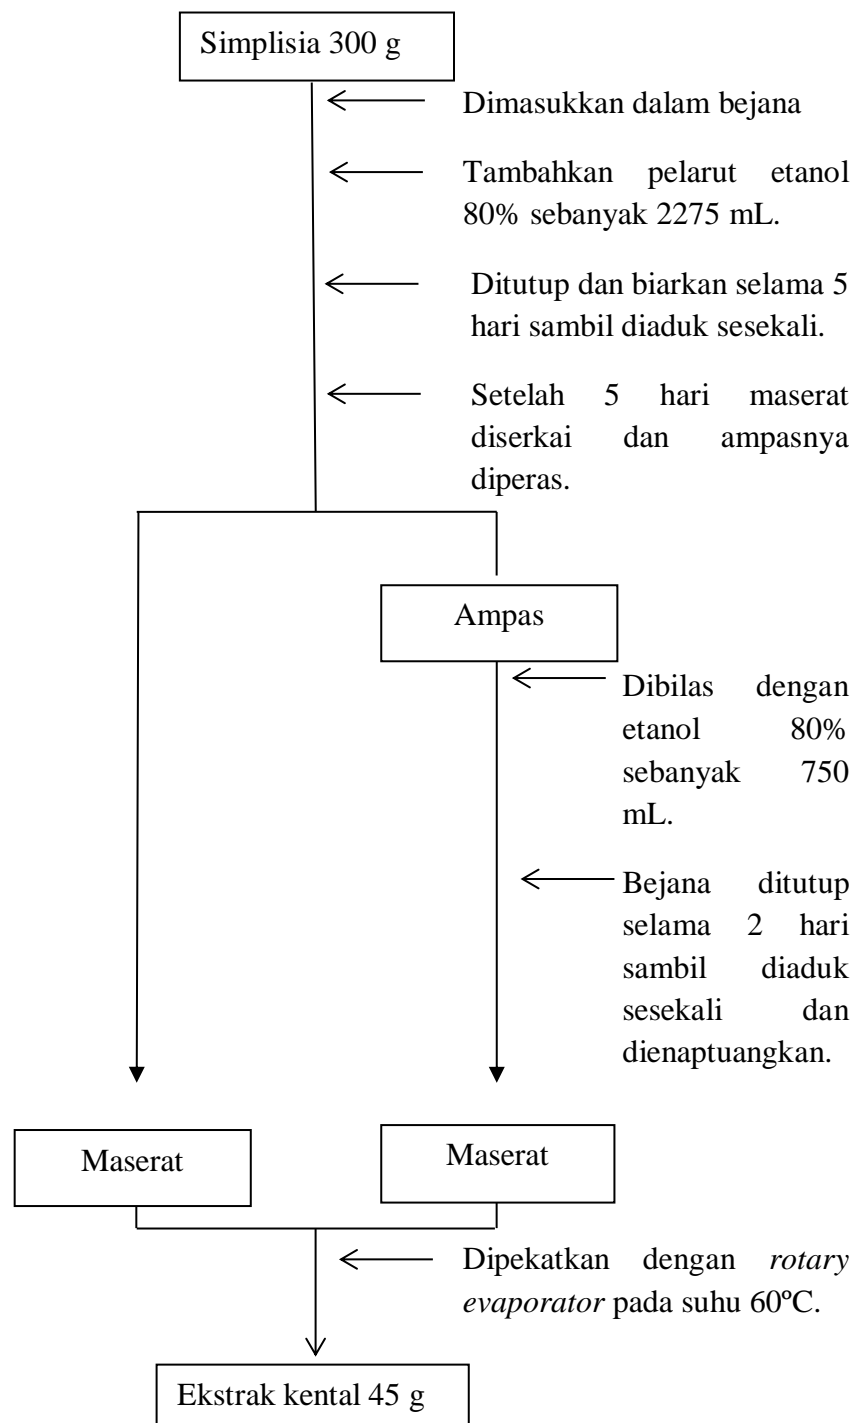 Simplisia 300 g
Dimasukkan dalam bejana
Tambahkan pelarut etanol
80% sebanyak 2275 mL.
Ditutup dan biarkan selama 5
hari sambil diaduk sesekali.
Setelah 5 hari maserat
diserkai dan ampasnya
diperas.
Ampas
Dibilas dengan
etanol 80%
sebanyak 750
mL.
Bejana ditutup
selama 2 hari
sambil diaduk
sesekali dan
dienaptuangkan.
Maserat
Maserat
Dipekatkan dengan rotary
evaporator pada suhu 60ºC.
Ekstrak kental 45 g